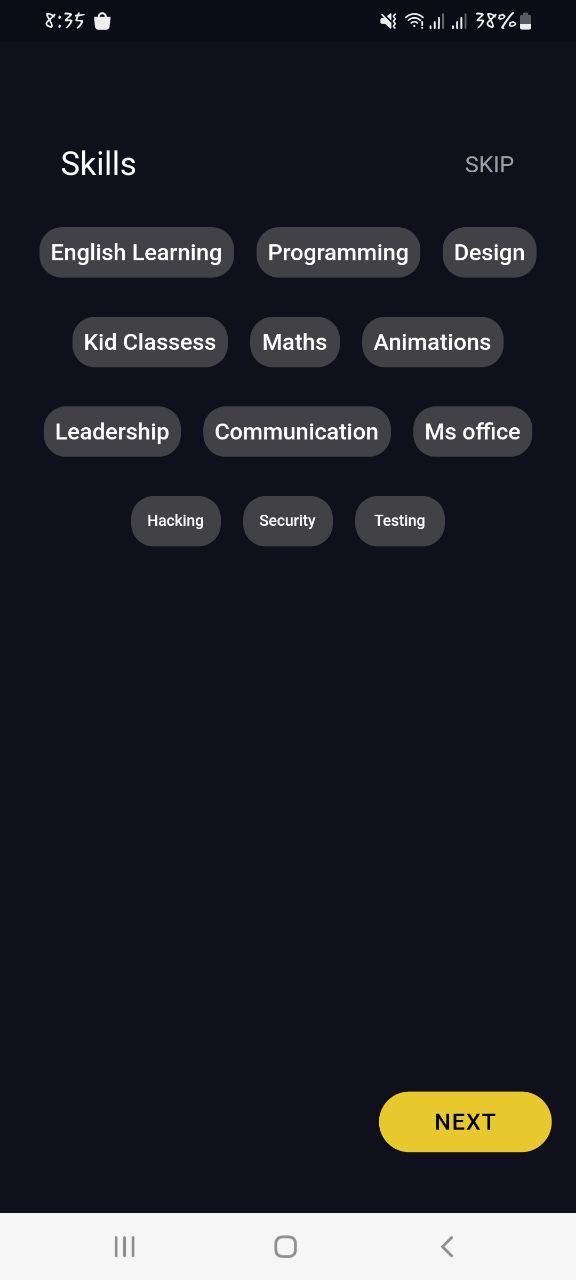 8:35 38%
Skills SKIP
English Learning Programming Design
Kid Classess Maths Animations
Leadership Communication Ms office
Hacking Security Testing
NEXT